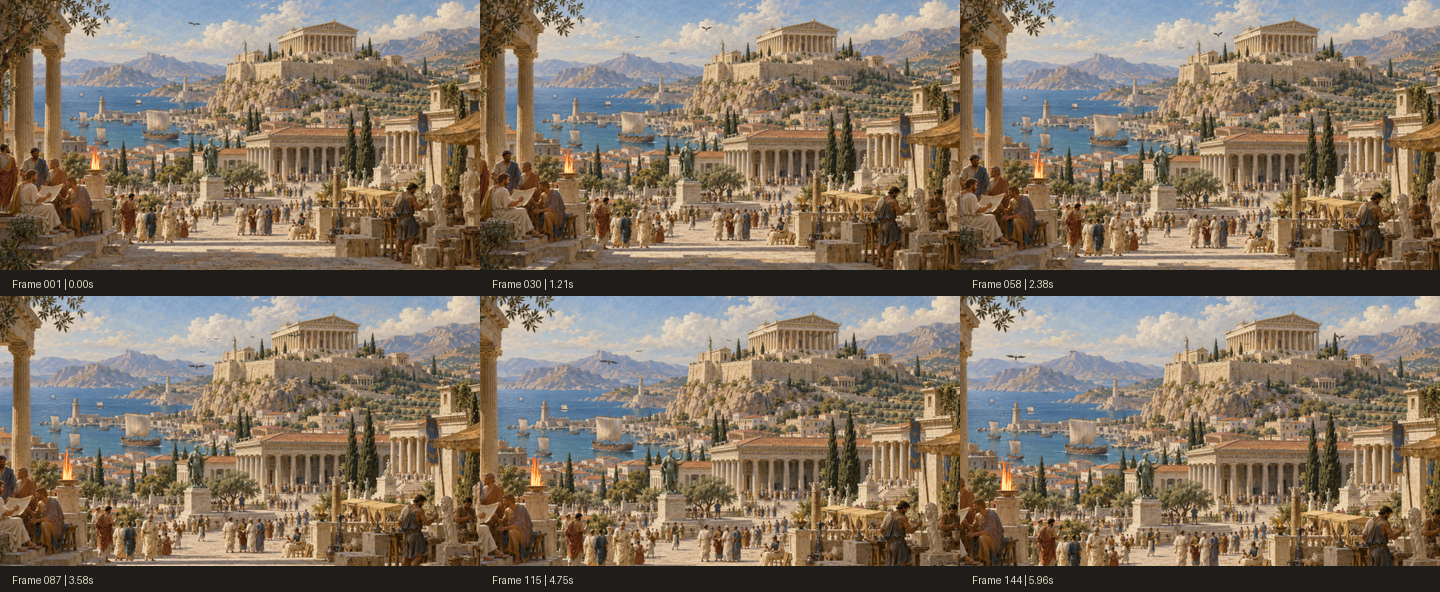 Frame 001 | 0.00s
Frame 030 | 1.21s
Frame 058 | 2.38s
Frame 087 | 3.58s
Frame 115 | 4.75s
Frame 144 | 5.96s